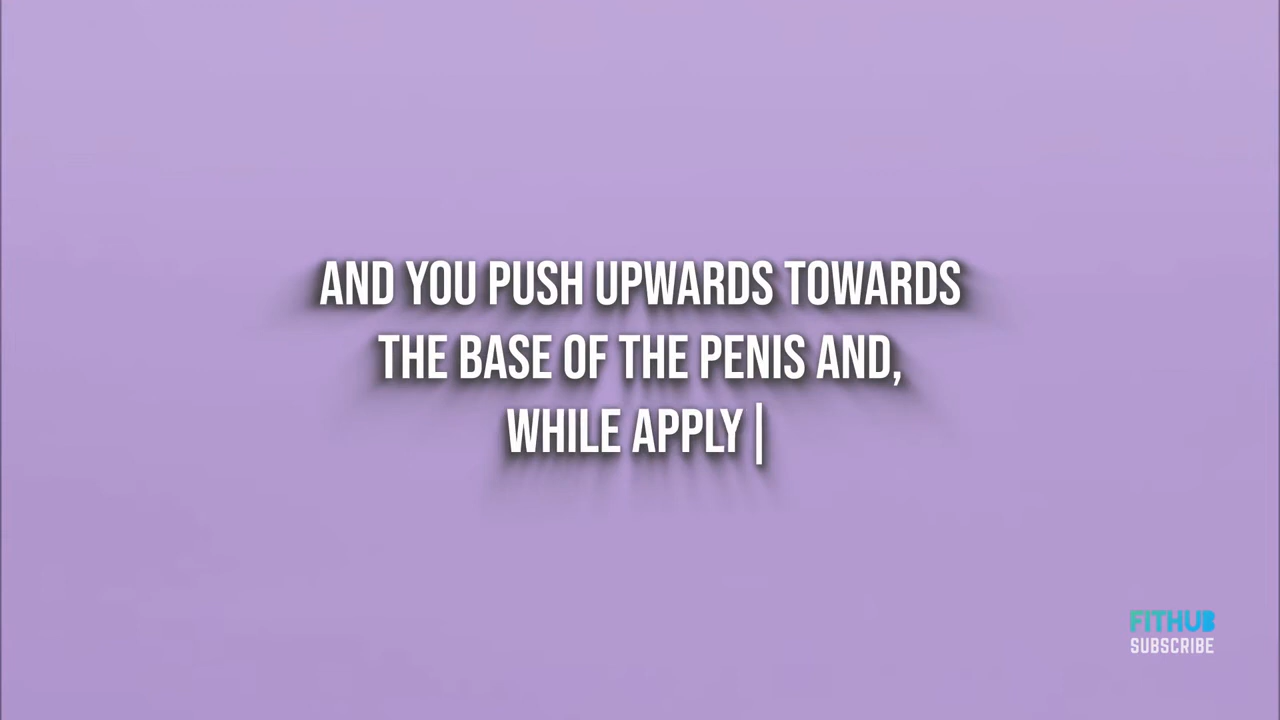 AND YOU PUSH UPWARDS TOWARDS
THE BASE OF THE PENIS AND,
WHILE APPLY |
FITHUB
SUBSCRIBE